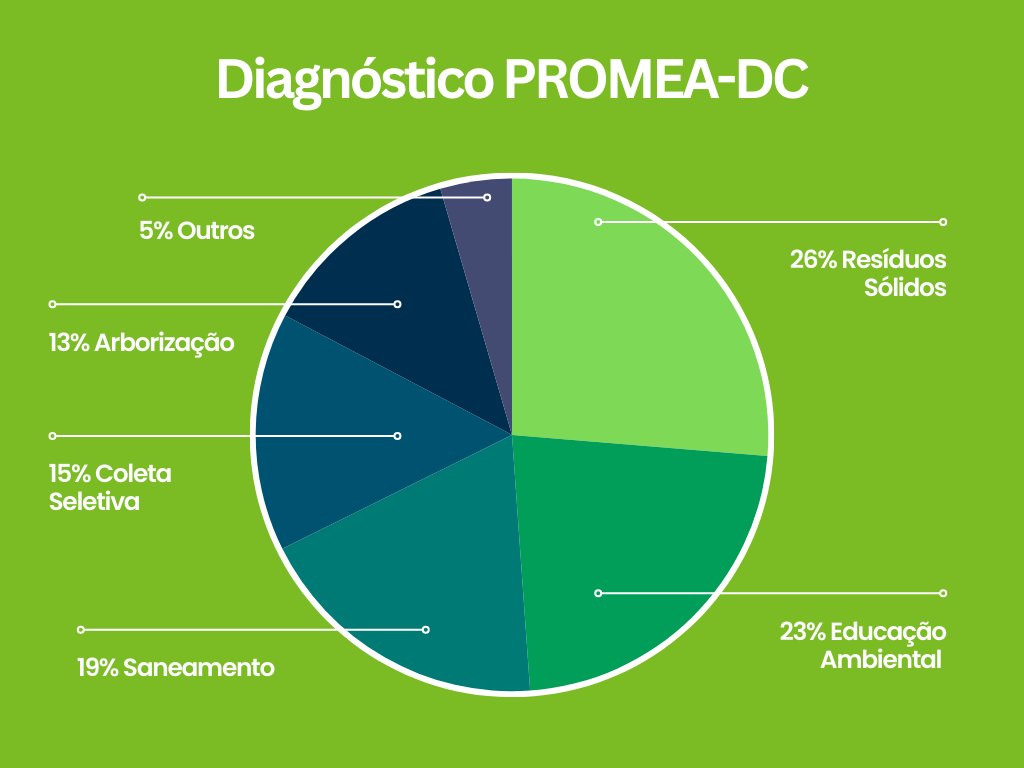 Diagnóstico PROMEA-DC
5% Outros
26% Resíduos
Sólidos
13% Arborização
15% Coleta
Seletiva
23% Educação
Ambiental
19% Saneamento